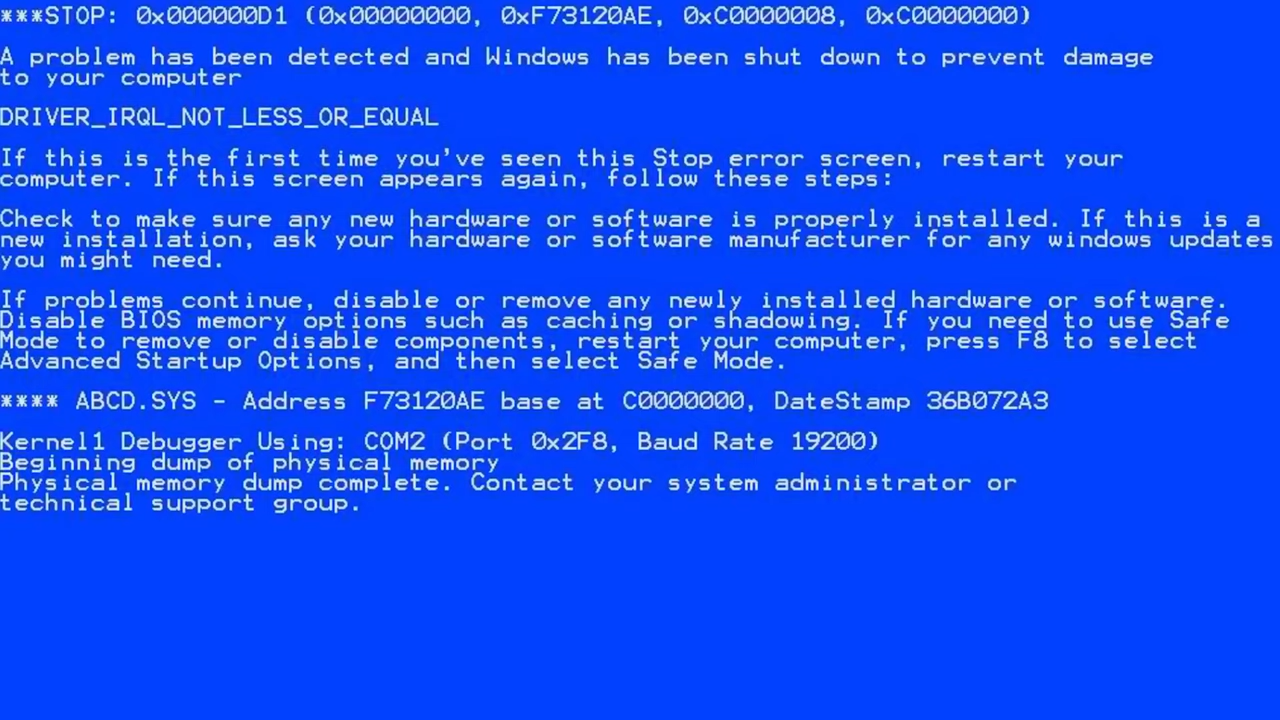 ***STOP: 0x000000D1 (0x00000000, 0xF73120AE, 0xC0000008, 0xC0000000)
A problem has been detected and Windows has been shut down to prevent damage
to your computer
DRIVER_IRQL_NOT_LESS_OR_EQUAL
If this is the first time you've seen this Stop error screen, restart your
computer. If this screen appears again, follow these steps:
Check to make sure any new hardware or software is properly installed. If this is a
new installation, ask your hardware or software manufacturer for any windows updates
you might need.
If problems continue, disable or remove any newly installed hardware or software.
Disable BIOS memory options such as caching or shadowing. If you need to use Safe
Mode to remove or disable components, restart your computer, press F8 to select
Advanced Startup Options, and then select Safe Mode.
**** ABCD.SYS - Address F73120AE base at C0000000, DateStamp 36B072A3
Kernel1 Debugger Using: COM2 (Port 0x2F8, Baud Rate 19200)
Beginning dump of physical memory
Physical memory dump complete. Contact your system administrator or
technical support group.